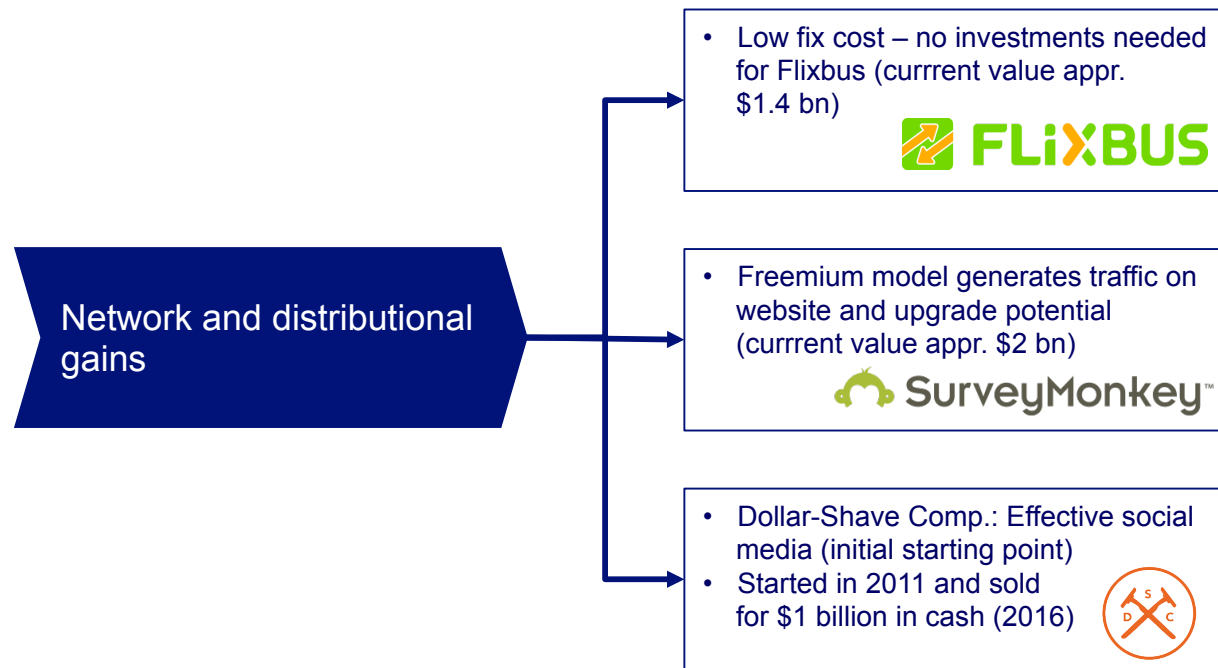 Network and distributional
gains
• Low fix cost – no investments needed
for Flixbus (currrent value appr.
$1.4 bn)
FLiXBUS
• Freemium model generates traffic on
website and upgrade potential
(currrent value appr. $2 bn)
SurveyMonkey™
• Dollar-Shave Comp.: Effective social
media (initial starting point)
• Started in 2011 and sold
for $1 billion in cash (2016)
S
D C